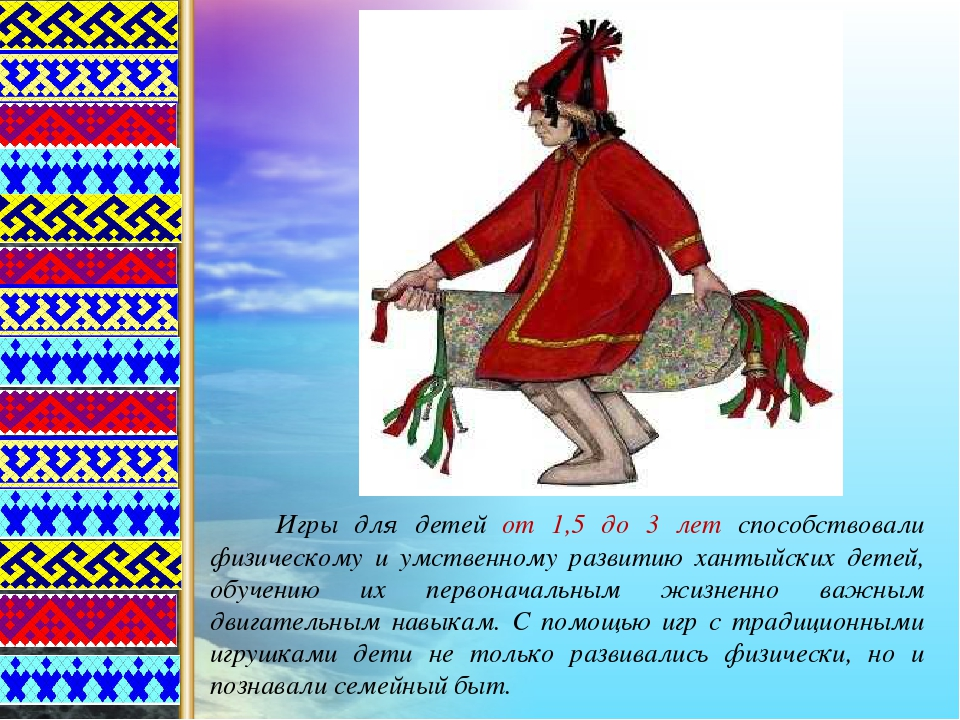 Игры для детей от 1,5 до 3 лет способствовали
физическому и умственному развитию хантыйских детей,
обучению их первоначальным жизненно важным
двигательным навыкам. С помощью игр с традиционными
игрушками дети не только развивались физически, но и
познавали семейный быт.